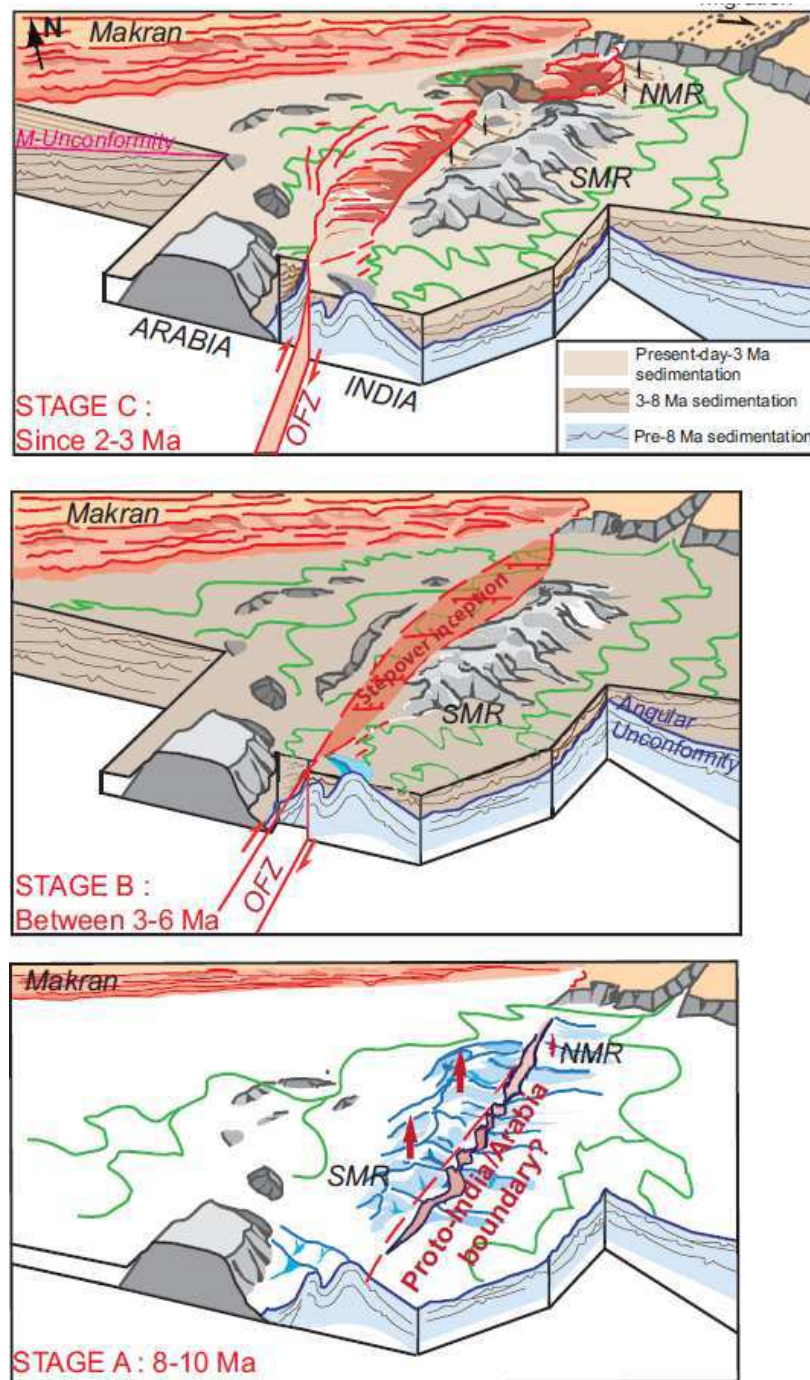 migration
N
Makran
NMR
M-Unconformity
SMR
ARABIA
INDIA
OFZ
STAGE C :
Since 2-3 Ma
Present-day-3 Ma
sedimentation
3-8 Ma sedimentation
Pre-8 Ma sedimentation
Makran
Stepover inception
SMR
Angular
Unconformity
OFZ
STAGE B :
Between 3-6 Ma
Makran
NMR
SMR
Proto-India/Arabia
boundary?
STAGE A : 8-10 Ma